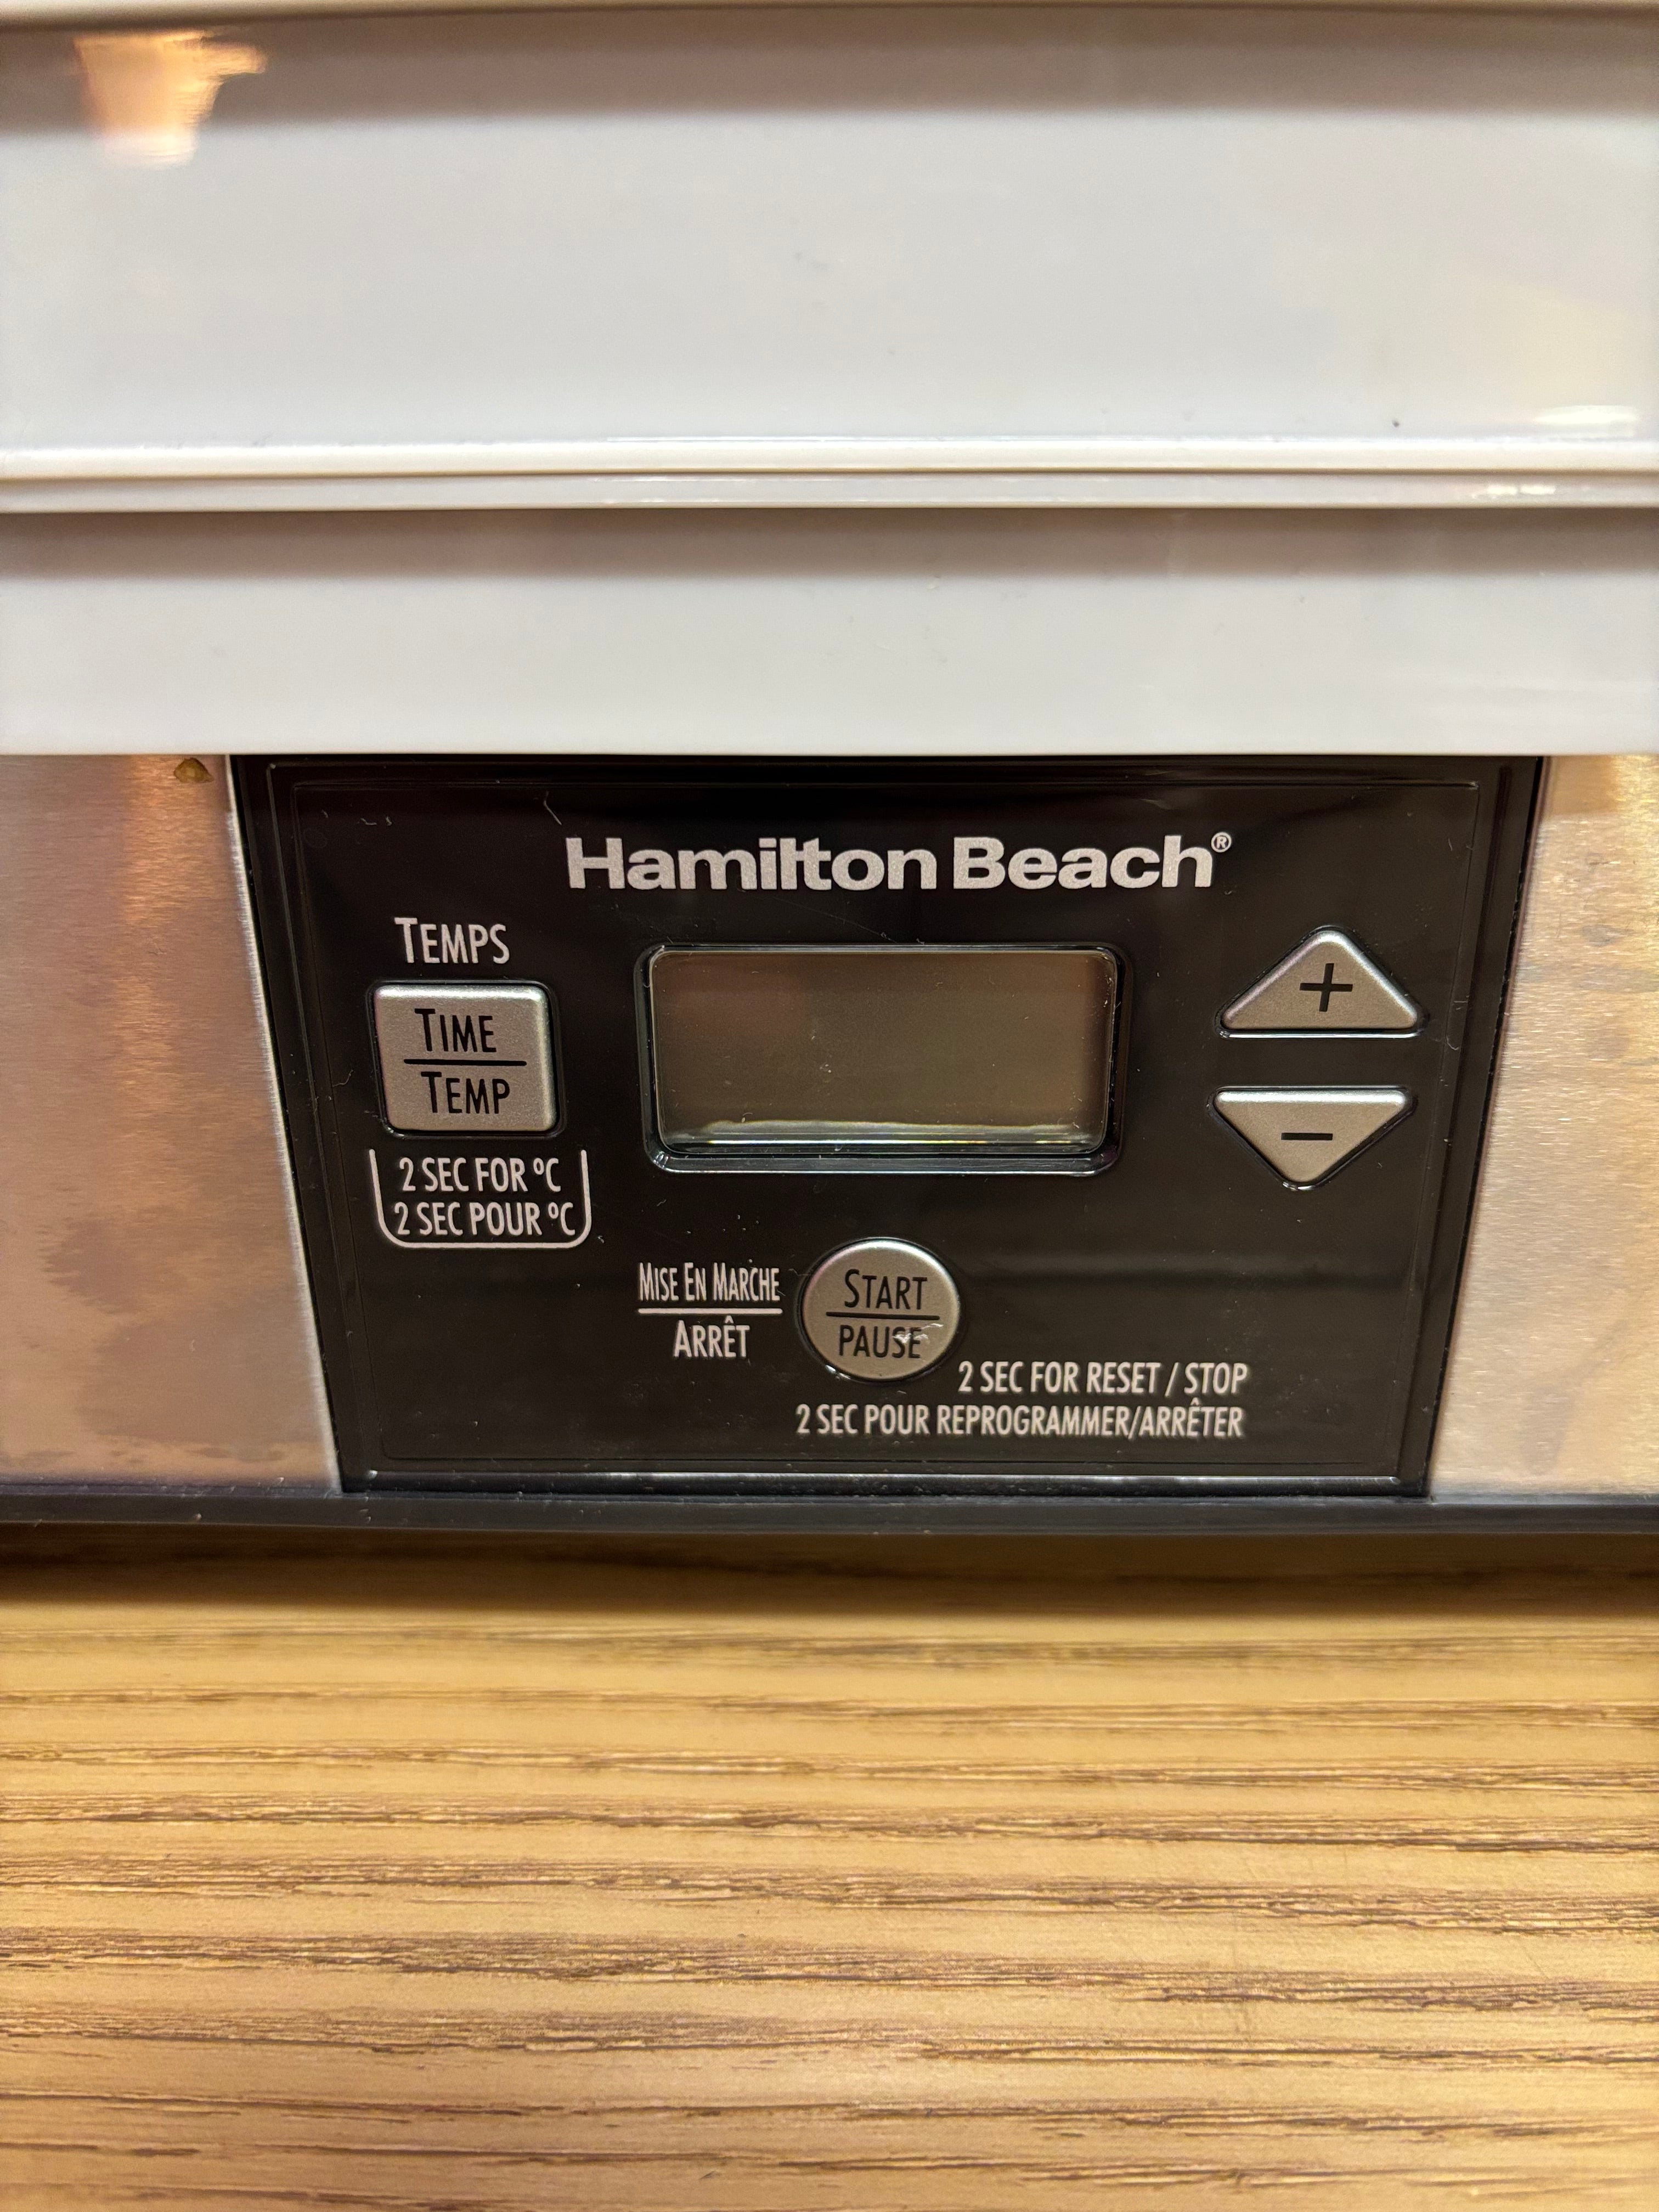 Hamilton Beach®
TEMPS
TIME
TEMP
2 SEC FOR ºC
2 SEC POUR ºC
+
−
MISE EN MARCHE
ARRÊT
START
PAUSE
2 SEC FOR RESET / STOP
2 SEC POUR REPROGRAMMER/ARRÊTER